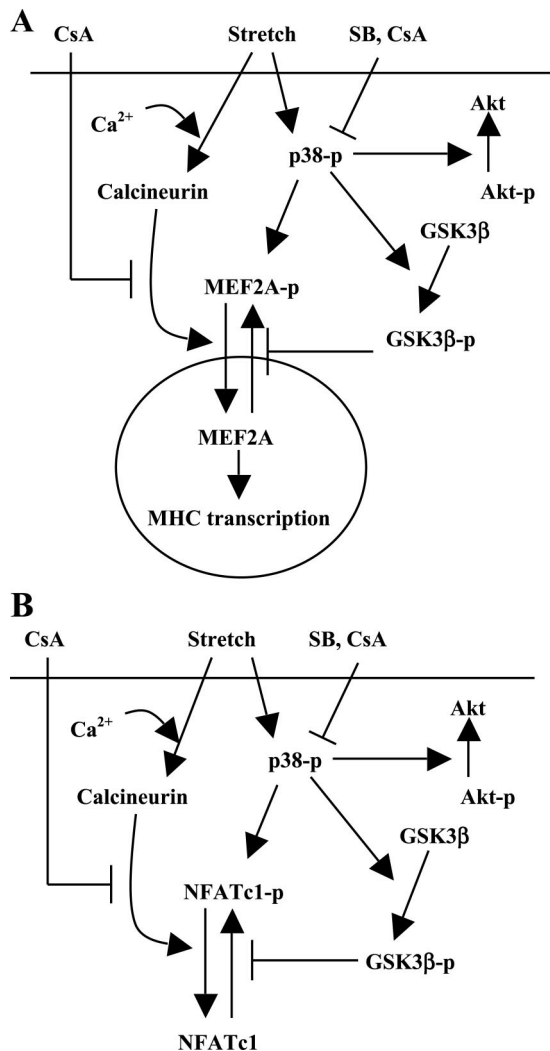 A
CsA Stretch SB, CsA
Ca2+ Akt
p38-p
Calcineurin Akt-p
GSK3β
MEF2A-p
GSK3β-p
MEF2A
MHC transcription
B
CsA Stretch SB, CsA
Ca2+ Akt
p38-p
Calcineurin Akt-p
GSK3β
NFATc1-p
GSK3β-p
NFATc1